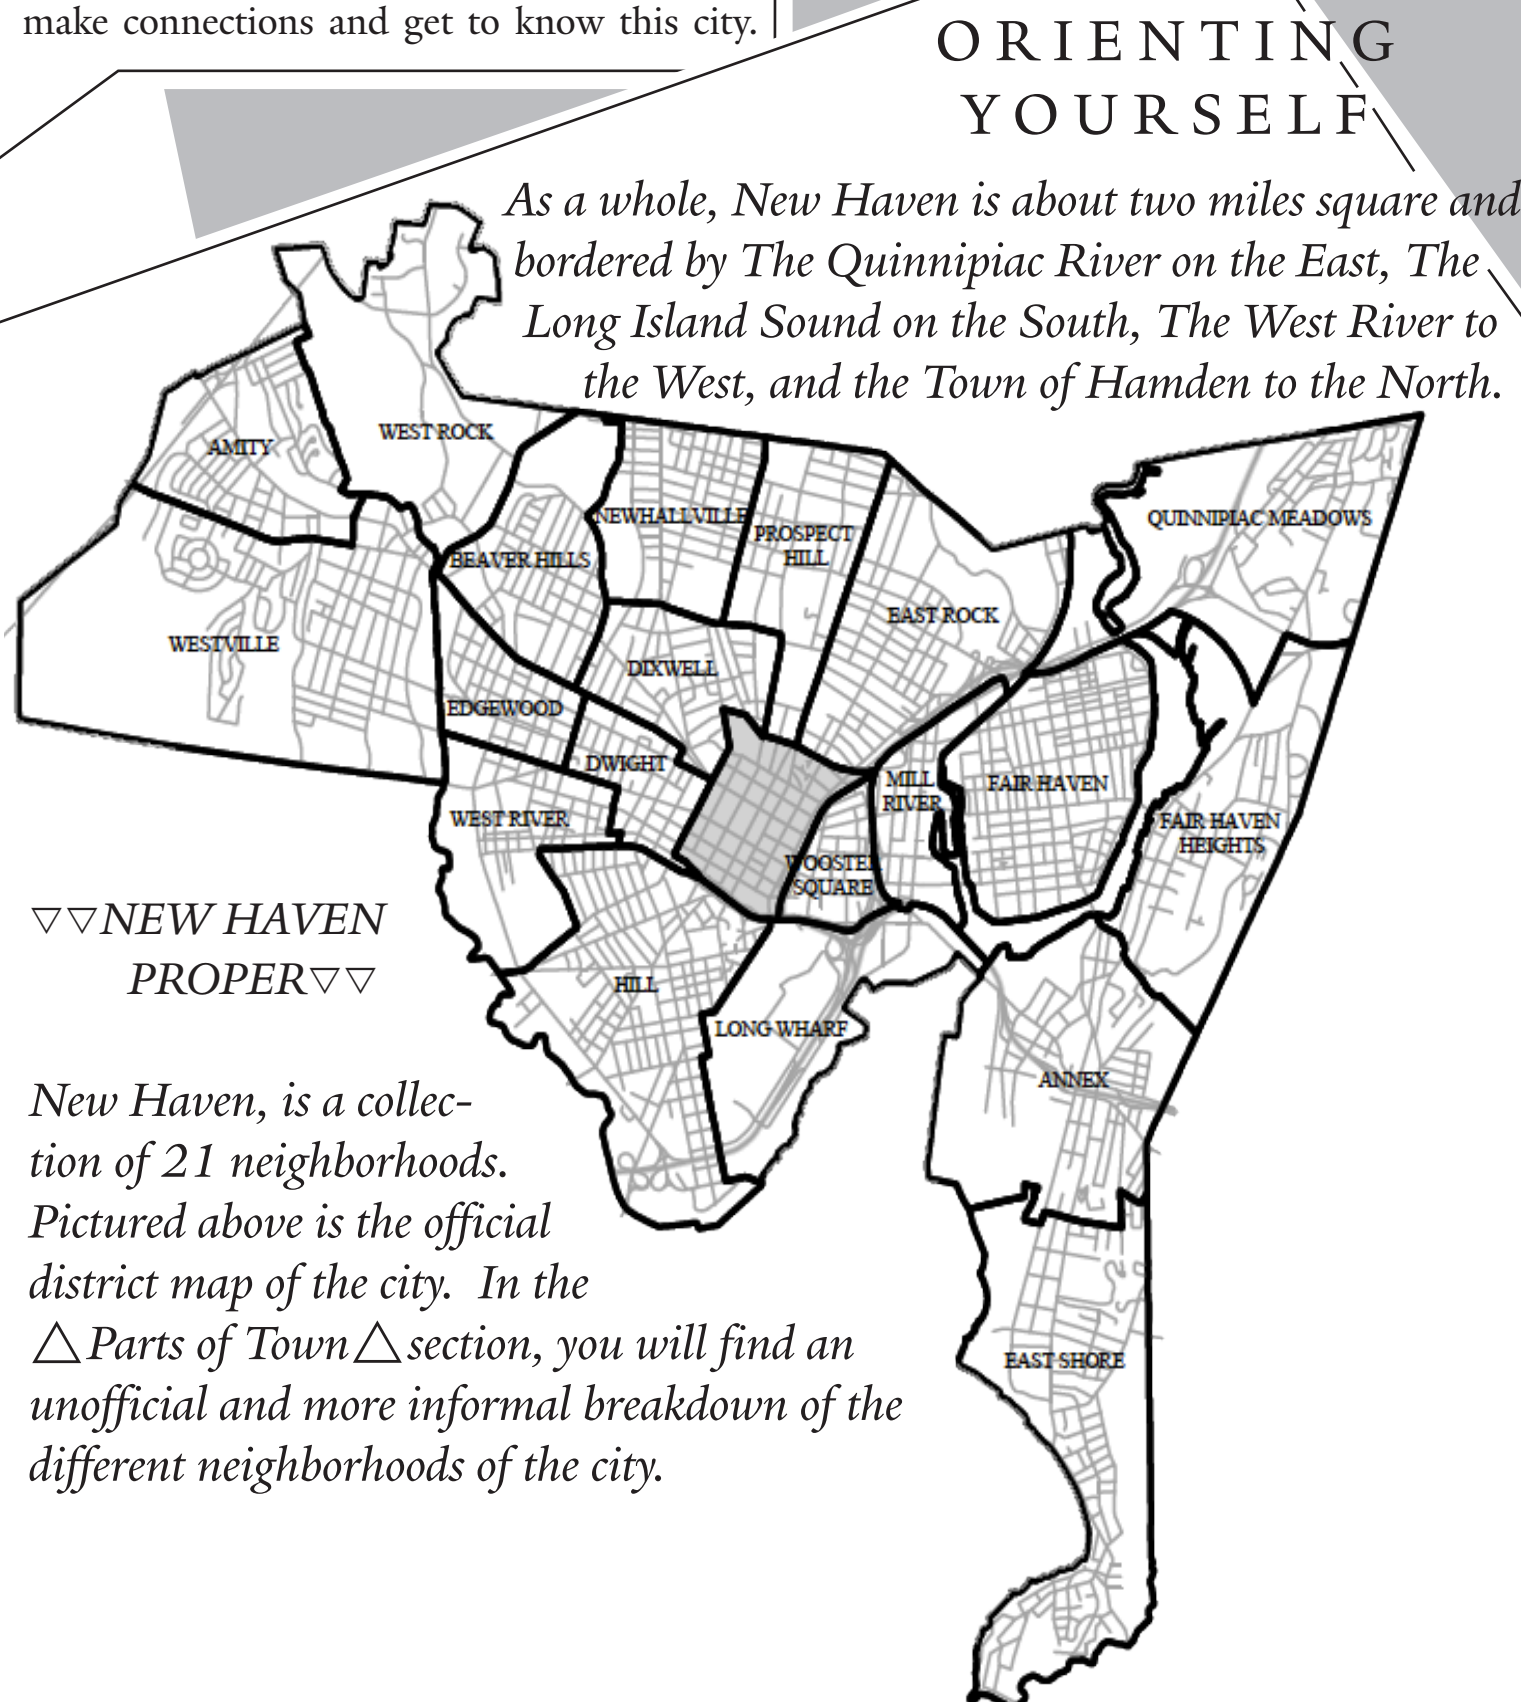 make connections and get to know this city.
ORIENTING
YOURSELF
As a whole, New Haven is about two miles square and
bordered by The Quinnipiac River on the East, The
Long Island Sound on the South, The West River to
the West, and the Town of Hamden to the North.
AMITY
WEST ROCK
NEWHALLVILLE
PROSPECT
HILL
QUINNIPIAC MEADOWS
BEAVER HILLS
EAST ROCK
WESTVILLE
DIXWELL
EDGEWOOD
DWIGHT
MILL
RIVER
FAIR HAVEN
WEST RIVER
FAIR HAVEN
HEIGHTS
WOOSTER
SQUARE
▽▽NEW HAVEN
PROPER▽▽
HILL
LONG WHARF
ANNEX
EAST SHORE
New Haven, is a collec-
tion of 21 neighborhoods.
Pictured above is the official
district map of the city.  In the
△Parts of Town△section, you will find an
unofficial and more informal breakdown of the
different neighborhoods of the city.